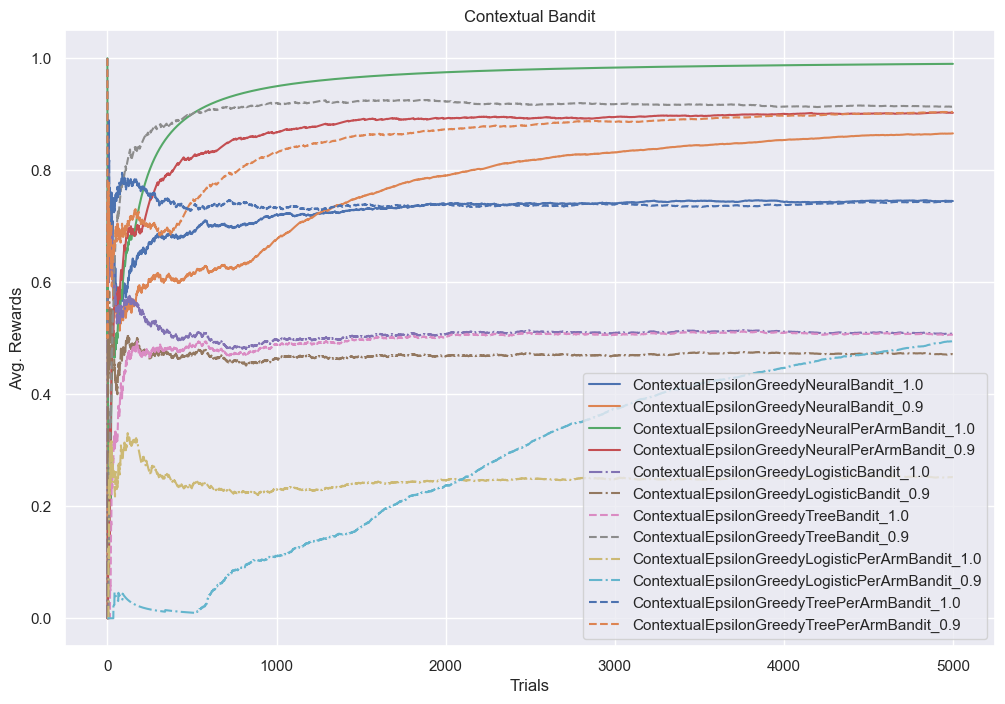 Contextual Bandit
Avg. Rewards
1.0
0.8
0.6
0.4
0.2
0.0
ContextualEpsilonGreedyNeuralBandit_1.0
ContextualEpsilonGreedyNeuralBandit_0.9
ContextualEpsilonGreedyNeuralPerArmBandit_1.0
ContextualEpsilonGreedyNeuralPerArmBandit_0.9
ContextualEpsilonGreedyLogisticBandit_1.0
ContextualEpsilonGreedyLogisticBandit_0.9
ContextualEpsilonGreedyTreeBandit_1.0
ContextualEpsilonGreedyTreeBandit_0.9
ContextualEpsilonGreedyLogisticPerArmBandit_1.0
ContextualEpsilonGreedyLogisticPerArmBandit_0.9
ContextualEpsilonGreedyTreePerArmBandit_1.0
ContextualEpsilonGreedyTreePerArmBandit_0.9
0 1000 2000 3000 4000 5000
Trials